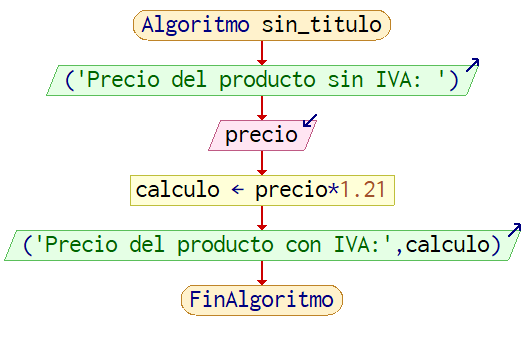 Algoritmo sin_titulo
('Precio del producto sin IVA: ')
precio
calculo ← precio*1.21
('Precio del producto con IVA:',calculo)
FinAlgoritmo